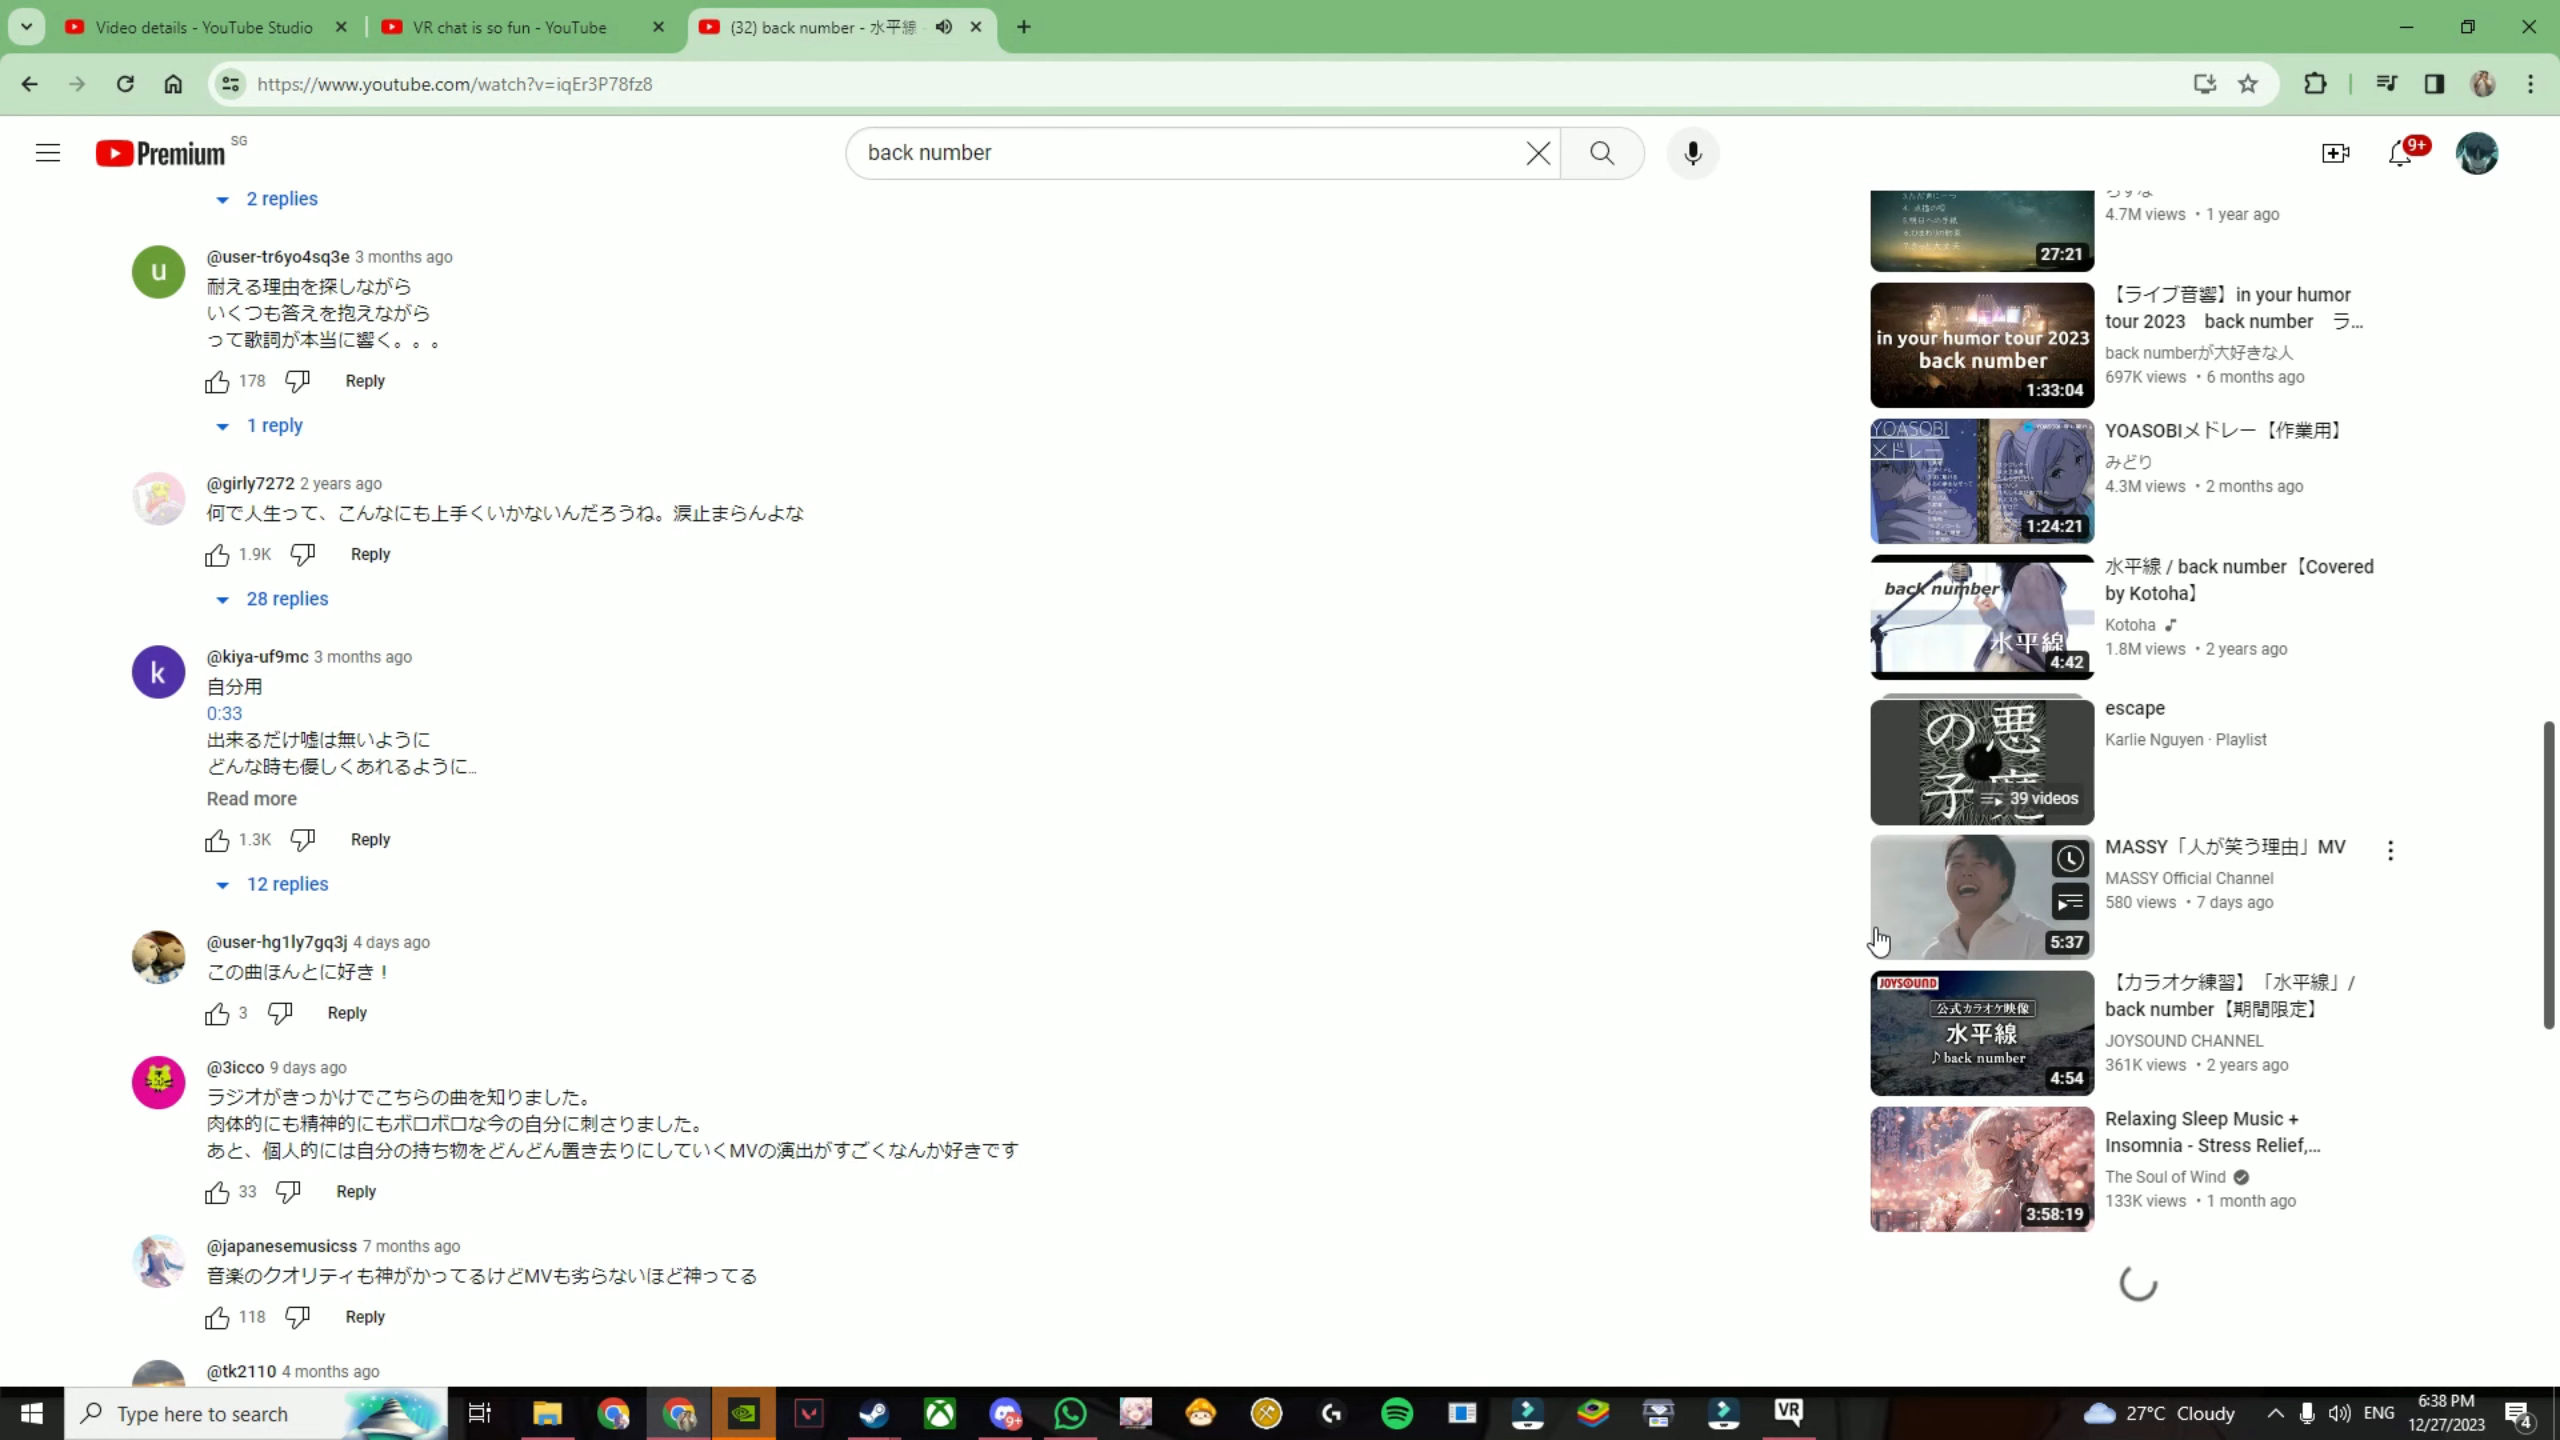 Video details - YouTube Studio
VR chat is so fun - YouTube
(32) back number - 水平線
https://www.youtube.com/watch?v=iqEr3P78fz8
Premium SG
back number
9+
2 replies
@user-tr6yo4sq3e 3 months ago
耐える理由を探しながら
いくつも答えを抱えながら
って歌詞が本当に響く。。。
178 Reply
1 reply
@girly7272 2 years ago
何で人生って、こんなにも上手くいかないんだろうね。涙止まらんよな
1.9K Reply
28 replies
@kiya-uf9mc 3 months ago
自分用
0:33
出来るだけ嘘は無いように
どんな時も優しくあれるように...
Read more
1.3K Reply
12 replies
@user-hg1ly7gq3j 4 days ago
この曲ほんとに好き！
3 Reply
@3icco 9 days ago
ラジオがきっかけでこちらの曲を知りました。
肉体的にも精神的にもボロボロな今の自分に刺さりました。
あと、個人的には自分の持ち物をどんどん置き去りにしていくMVの演出がすごくなんか好きです
33 Reply
@japanesemusicss 7 months ago
音楽のクオリティも神がかってるけどMVも劣らないほど神ってる
118 Reply
@tk2110 4 months ago
4.7M views • 1 year ago
27:21
in your humor tour 2023
back number
1:33:04
【ライブ音響】in your humor
tour 2023 back number ラ...
back numberが大好きな人
697K views • 6 months ago
YOASOBI
メドレー
1:24:21
YOASOBIメドレー【作業用】
みどり
4.3M views • 2 months ago
back number
水平線
4:42
水平線 / back number【Covered
by Kotoha】
Kotoha
1.8M views • 2 years ago
39 videos
escape
Karlie Nguyen · Playlist
5:37
MASSY「人が笑う理由」MV
MASSY Official Channel
580 views • 7 days ago
JOYSOUND
公式カラオケ映像
水平線
♪back number
4:54
【カラオケ練習】「水平線」/
back number【期間限定】
JOYSOUND CHANNEL
361K views • 2 years ago
3:58:19
Relaxing Sleep Music +
Insomnia - Stress Relief,...
The Soul of Wind
133K views • 1 month ago
Type here to search
9+
VR
27°C Cloudy
ENG
6:38 PM
12/27/2023
4